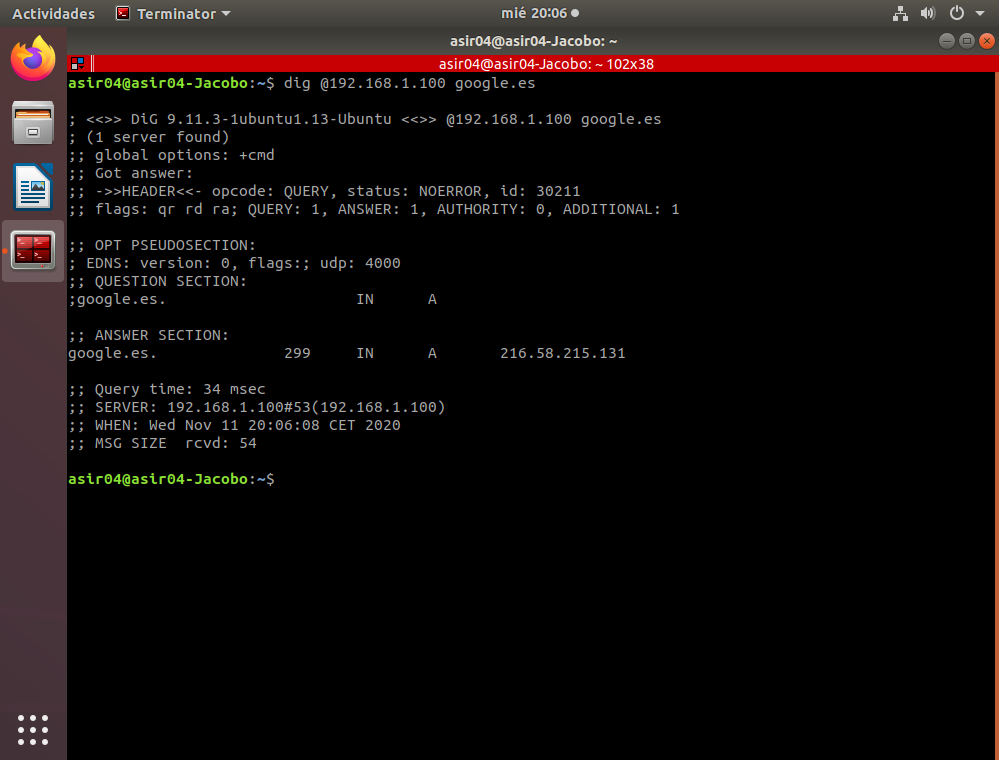 Actividades Terminator mié 20:06
asir04@asir04-Jacobo: ~
asir04@asir04-Jacobo: ~ 102x38
asir04@asir04-Jacobo:~$ dig @192.168.1.100 google.es
; <<>> DiG 9.11.3-1ubuntu1.13-Ubuntu <<>> @192.168.1.100 google.es
; (1 server found)
;; global options: +cmd
;; Got answer:
;; ->>HEADER<<- opcode: QUERY, status: NOERROR, id: 30211
;; flags: qr rd ra; QUERY: 1, ANSWER: 1, AUTHORITY: 0, ADDITIONAL: 1
;; OPT PSEUDOSECTION:
; EDNS: version: 0, flags:; udp: 4000
;; QUESTION SECTION:
;google.es. IN A
;; ANSWER SECTION:
google.es. 299 IN A 216.58.215.131
;; Query time: 34 msec
;; SERVER: 192.168.1.100#53(192.168.1.100)
;; WHEN: Wed Nov 11 20:06:08 CET 2020
;; MSG SIZE  rcvd: 54
asir04@asir04-Jacobo:~$